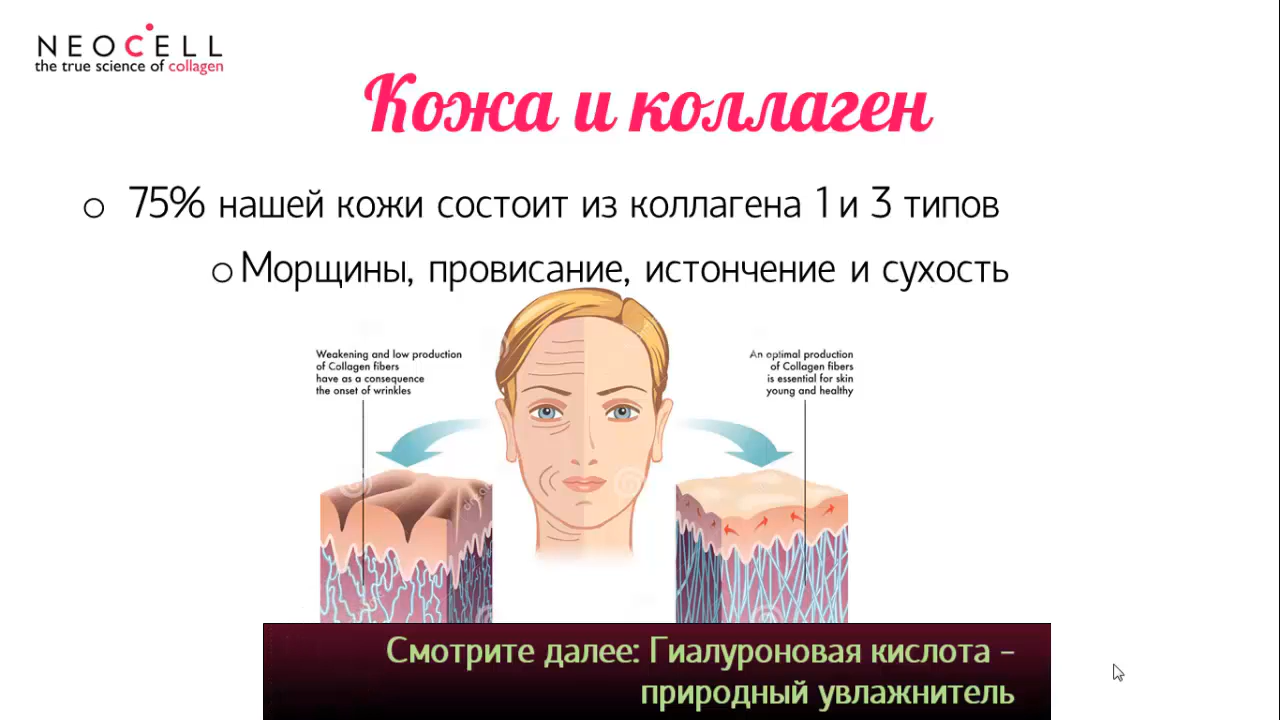 NEOCELL
the true science of collagen
Кожа и коллаген
75% нашей кожи состоит из коллагена 1 и 3 типов
Морщины, провисание, истончение и сухость
Weakening and low production
of Collagen fibers
have as a consequence
the onset of wrinkles
An optimal production
of Collagen fibers
is essential for skin
young and healthy
Смотрите далее: Гиалуроновая кислота –
природный увлажнитель